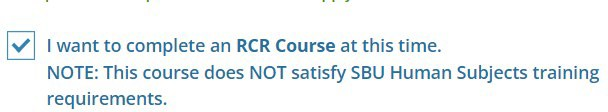 I want to complete an RCR Course at this time.
NOTE: This course does NOT satisfy SBU Human Subjects training
requirements.